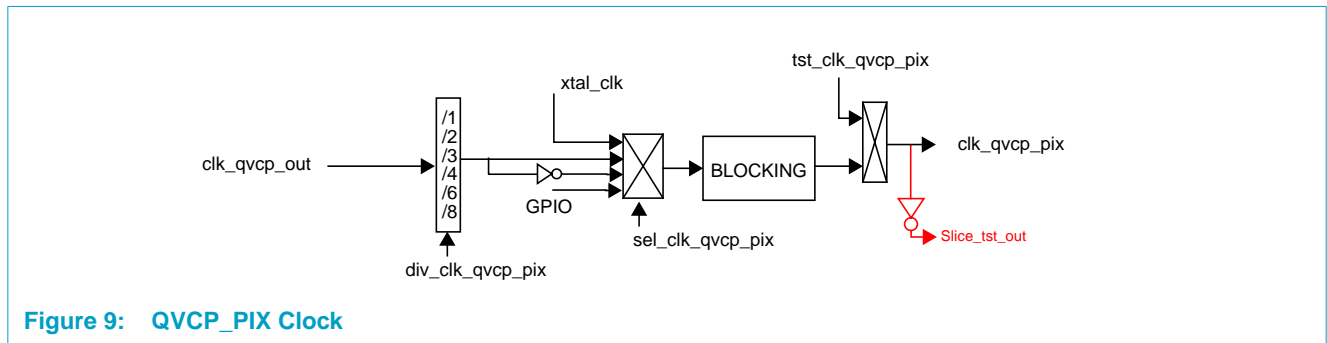 tst_clk_qvcp_pix
xtal_clk
/1
/2
/3
/4
/6
/8
clk_qvcp_out
clk_qvcp_pix
BLOCKING
GPIO
sel_clk_qvcp_pix
Slice_tst_out
div_clk_qvcp_pix
Figure 9: QVCP_PIX Clock